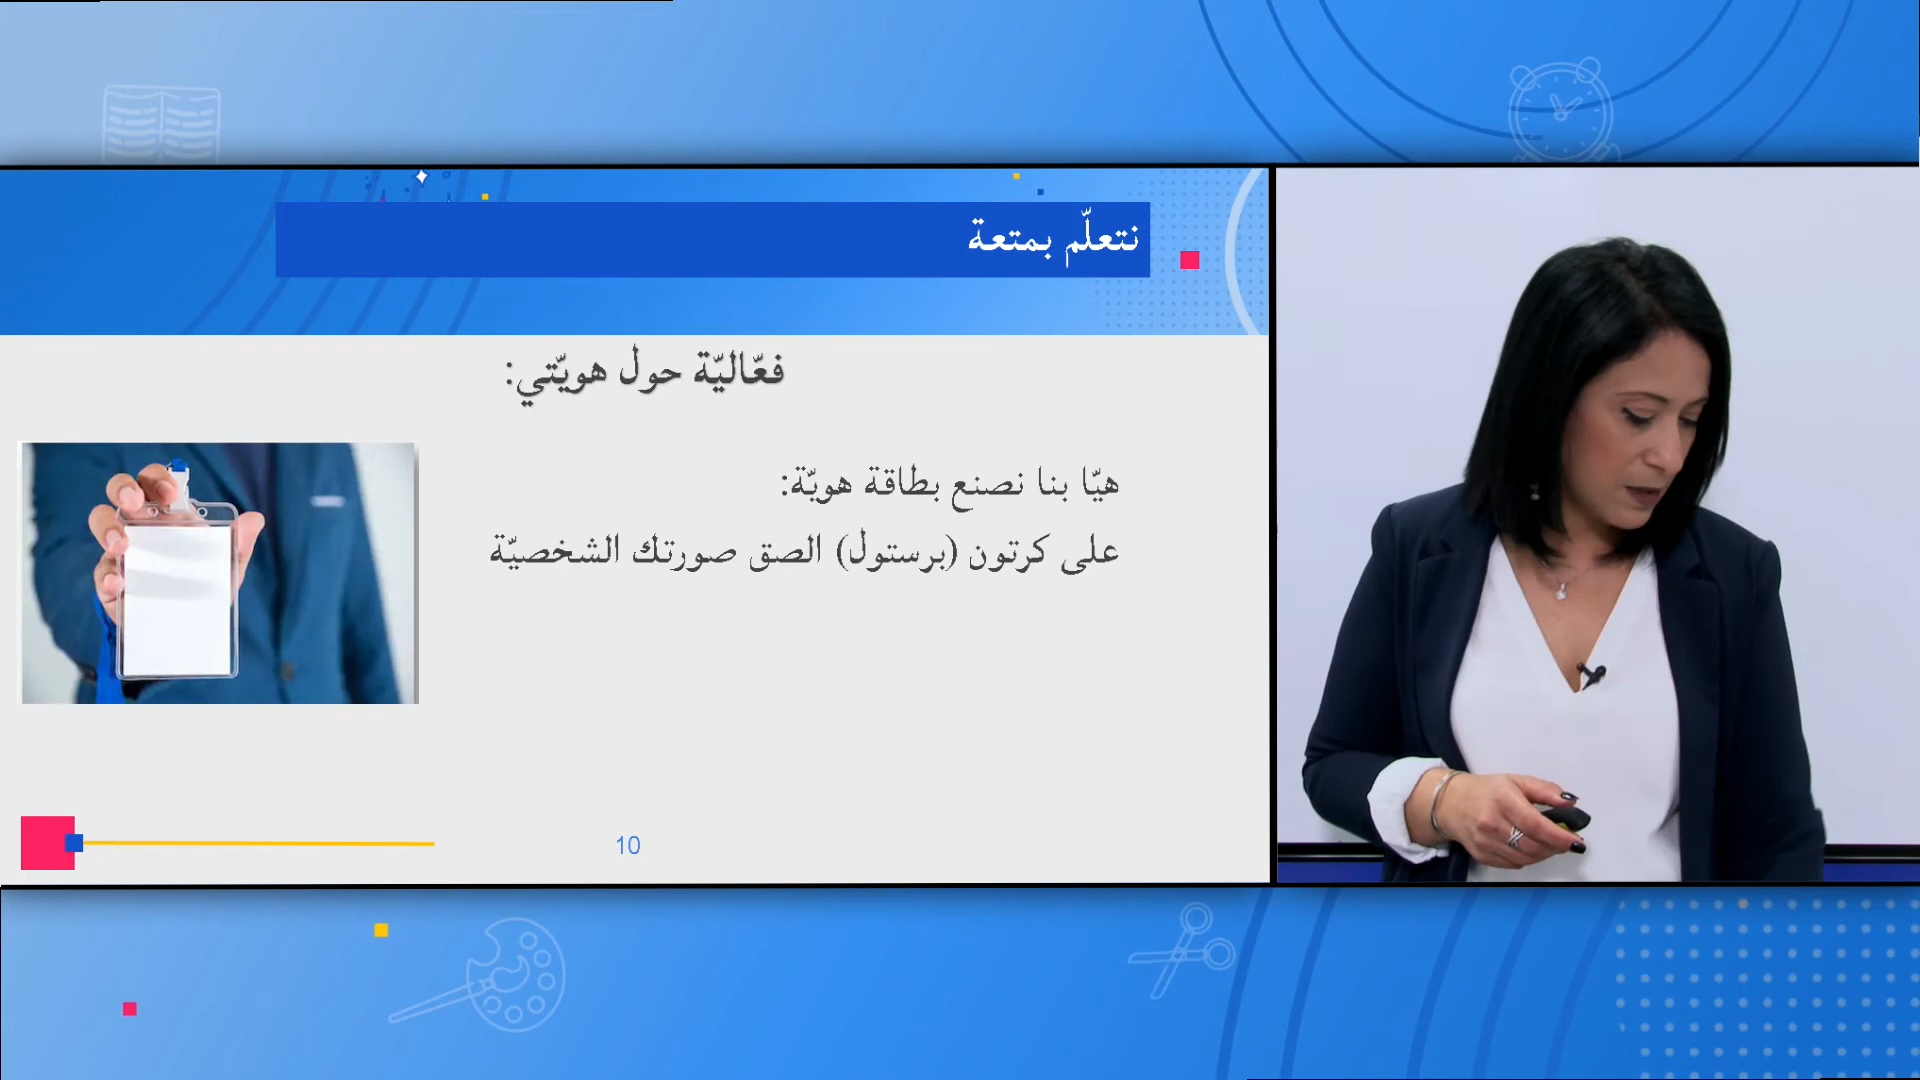 نتعلّم بمتعة
فعّاليّة حول هويّتي:
هيّا بنا نصنع بطاقة هويّة:
على كرتون (برستول) الصق صورتك الشخصيّة
10